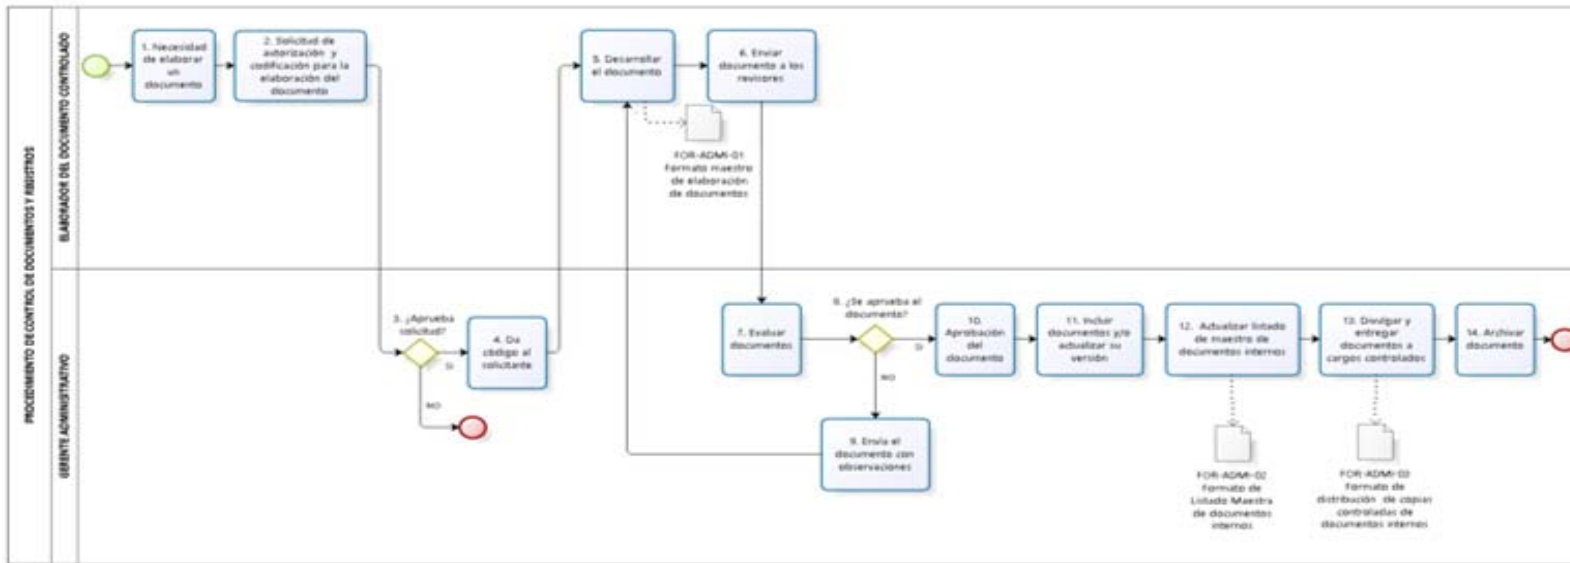 PROCEDIMIENTO DE CONTROL DE DOCUMENTOS Y REGISTROS
ELABORADOR DEL DOCUMENTO CONTROLADO
1. Necesidad
de elaborar
un
documento
2. Solicitud de
autorización y
codificación para la
elaboración del
documento
5. Desarrollar
el documento
6. Enviar
documento a los
revisores
FOR-ADMI-01
Formato maestro
de elaboración
de documentos
GERENTE ADMINISTRATIVO
3. ¿Aprueba
solicitud?
SI
NO
4. Da
código al
solicitante
7. Evaluar
documentos
8. ¿Se aprueba el
documento?
SI
NO
9. Envía el
documento con
observaciones
10.
Aprobación
del
documento
11. Incluir
documentos y/o
actualizar su
versión
12. Actualizar listado
de maestro de
documentos internos
13. Divulgar y
entregar
documentos a
cargos controlados
14. Archivar
documento
FOR-ADMI-02
Formato de
Listado Maestra
de documentos
internos
FOR-ADMI-03
Formato de
distribución de copias
controladas de
documentos internos